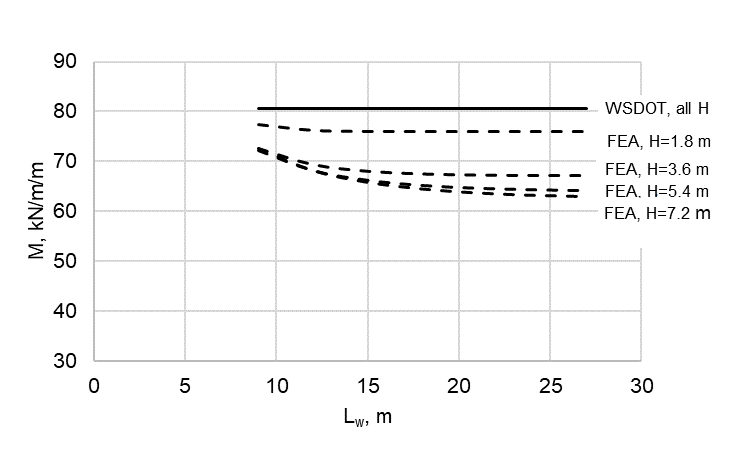 90
80
70
60
50
40
30
M, kN/m/m
WSDOT, all H
FEA, H=1.8 m
FEA, H=3.6 m
FEA, H=5.4 m
FEA, H=7.2 m
0 5 10 15 20 25 30
Lw, m